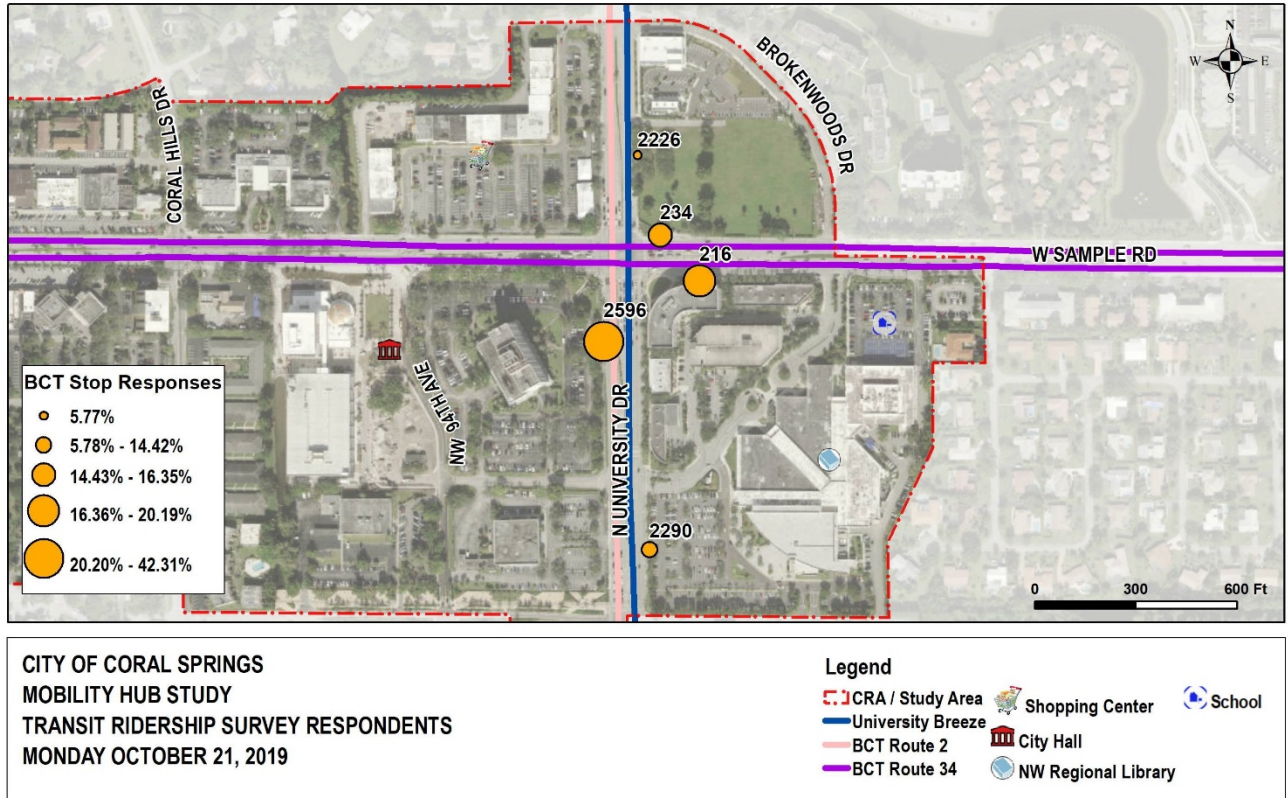 N
W E
S
BROKENWOODS DR
CORAL HILLS DR
2226
234
W SAMPLE RD
216
2596
NW 94TH AVE
N UNIVERSITY DR
2290
BCT Stop Responses
5.77%
5.78% - 14.42%
14.43% - 16.35%
16.36% - 20.19%
20.20% - 42.31%
0 300 600 Ft
CITY OF CORAL SPRINGS
MOBILITY HUB STUDY
TRANSIT RIDERSHIP SURVEY RESPONDENTS
MONDAY OCTOBER 21, 2019
Legend
CRA / Study Area
University Breeze
BCT Route 2
BCT Route 34
Shopping Center
City Hall
NW Regional Library
School